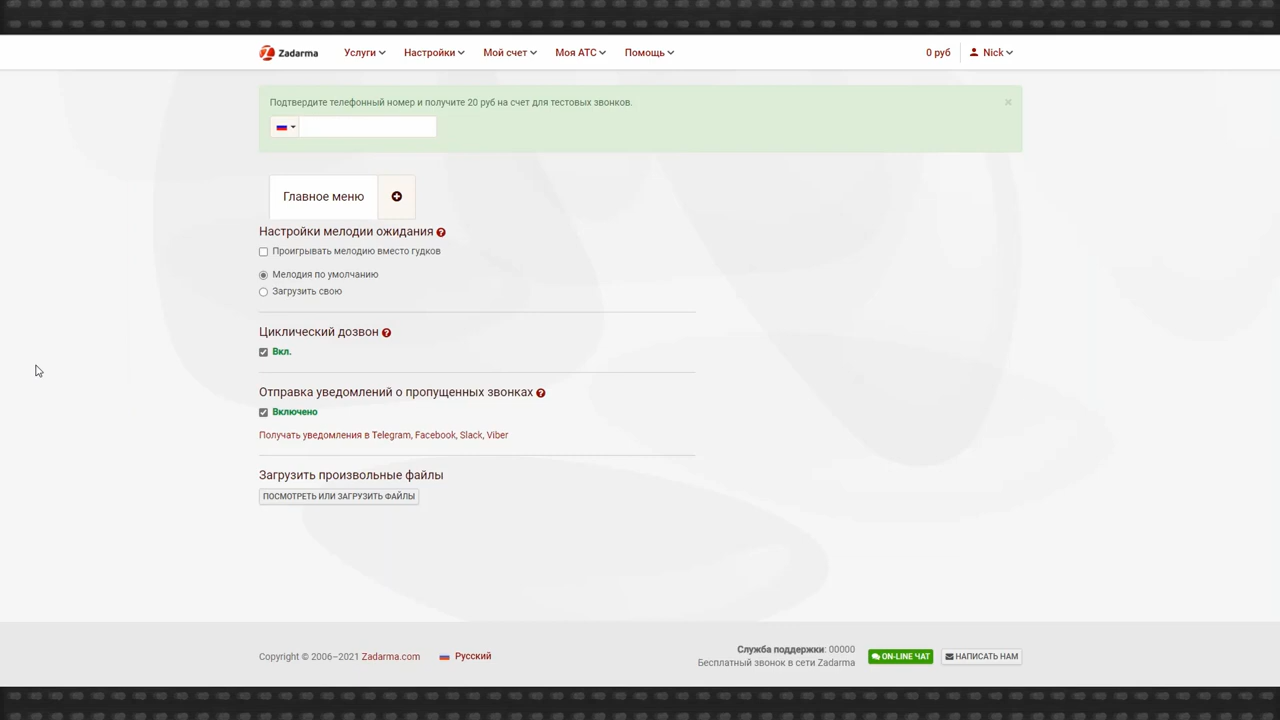 Zadarma Услуги Настройки Мой счет Моя АТС Помощь 0 руб Nick
Подтвердите телефонный номер и получите 20 руб на счет для тестовых звонков. ×
Главное меню
Настройки мелодии ожидания ?
Проигрывать мелодию вместо гудков
Мелодия по умолчанию
Загрузить свою
Циклический дозвон ?
Вкл.
Отправка уведомлений о пропущенных звонках ?
Включено
Получать уведомления в Telegram, Facebook, Slack, Viber
Загрузить произвольные файлы
ПОСМОТРЕТЬ ИЛИ ЗАГРУЗИТЬ ФАЙЛЫ
Copyright © 2006–2021 Zadarma.com Русский
Служба поддержки: 00000
Бесплатный звонок в сети Zadarma
ON-LINE ЧАТ
НАПИСАТЬ НАМ